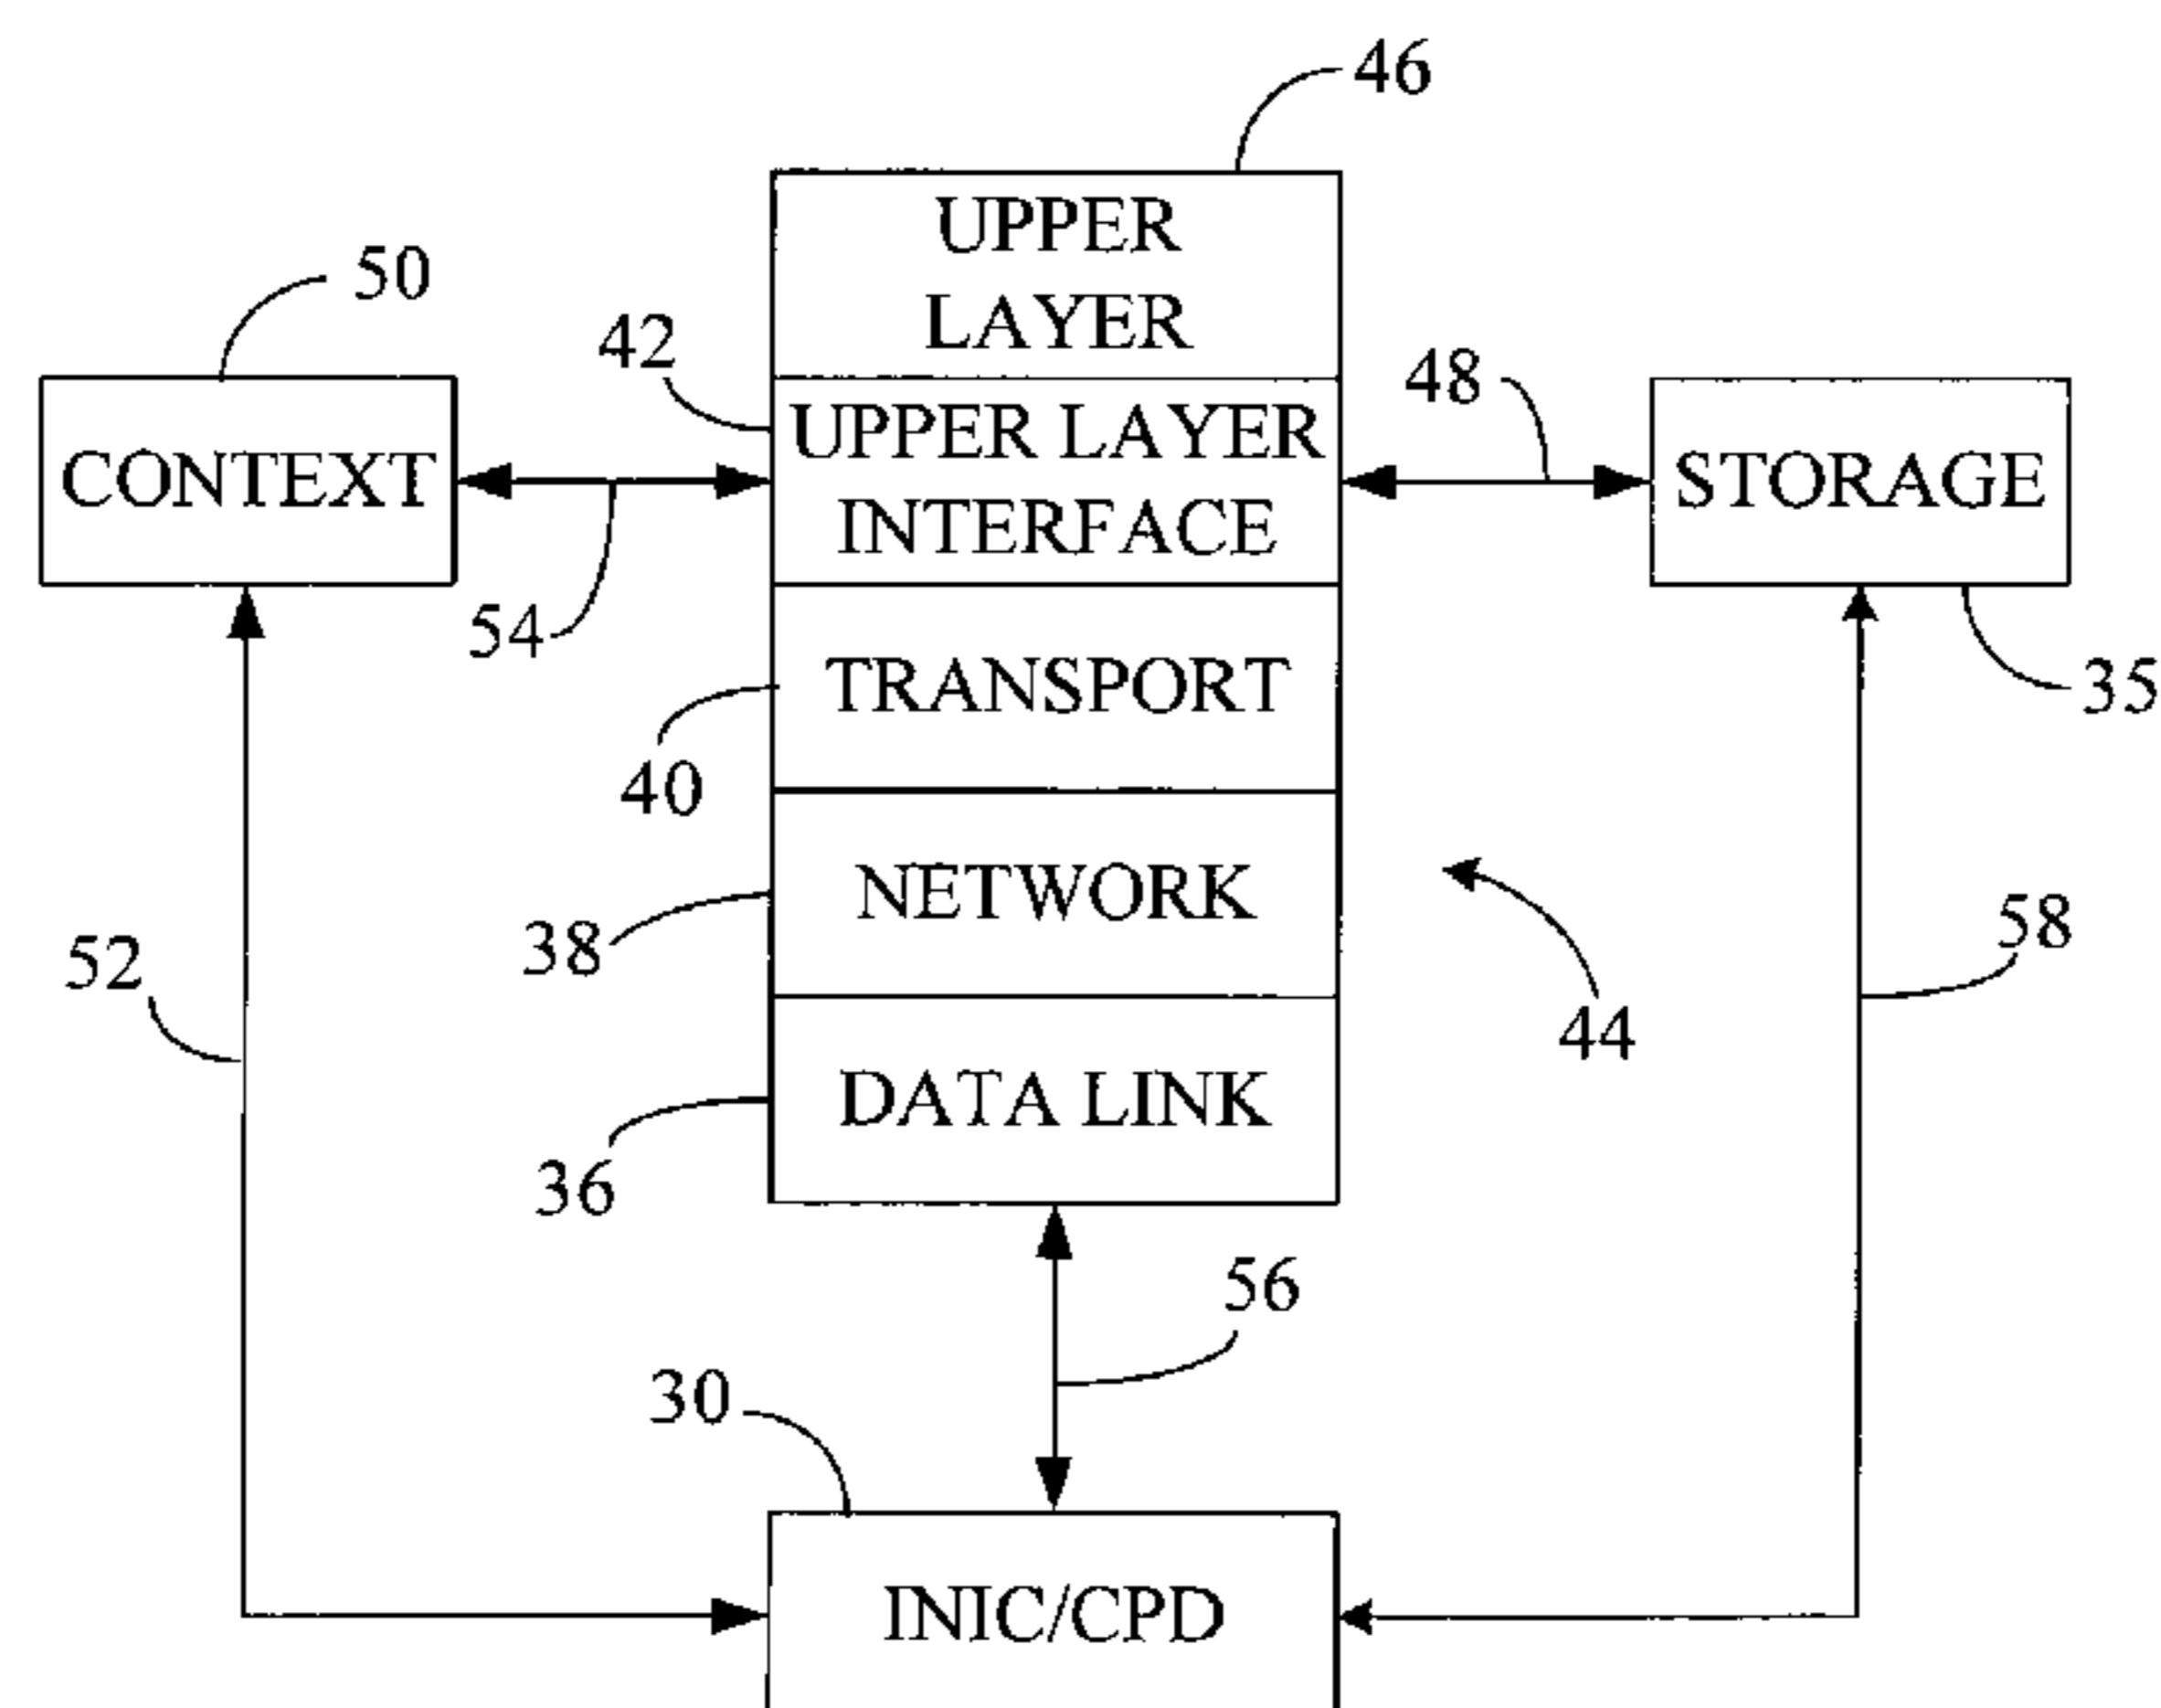 46
UPPER
LAYER
50
42
UPPER LAYER
INTERFACE
48
CONTEXT
STORAGE
54
TRANSPORT
35
40
NETWORK
38
52
58
44
DATA LINK
36
56
30
INIC/CPD